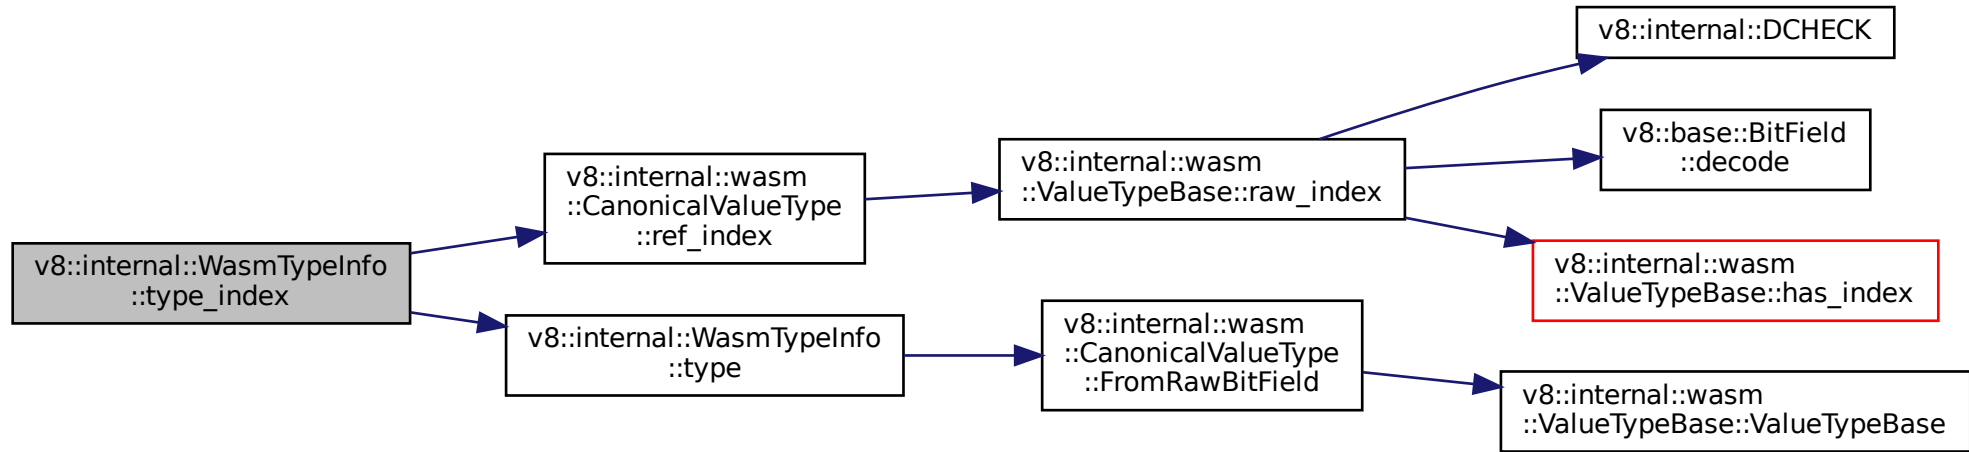 v8::internal::WasmTypeInfo
::type_index
v8::internal::wasm
::CanonicalValueType
::ref_index
v8::internal::WasmTypeInfo
::type
v8::internal::wasm
::ValueTypeBase::raw_index
v8::internal::wasm
::CanonicalValueType
::FromRawBitField
v8::internal::DCHECK
v8::base::BitField
::decode
v8::internal::wasm
::ValueTypeBase::has_index
v8::internal::wasm
::ValueTypeBase::ValueTypeBase